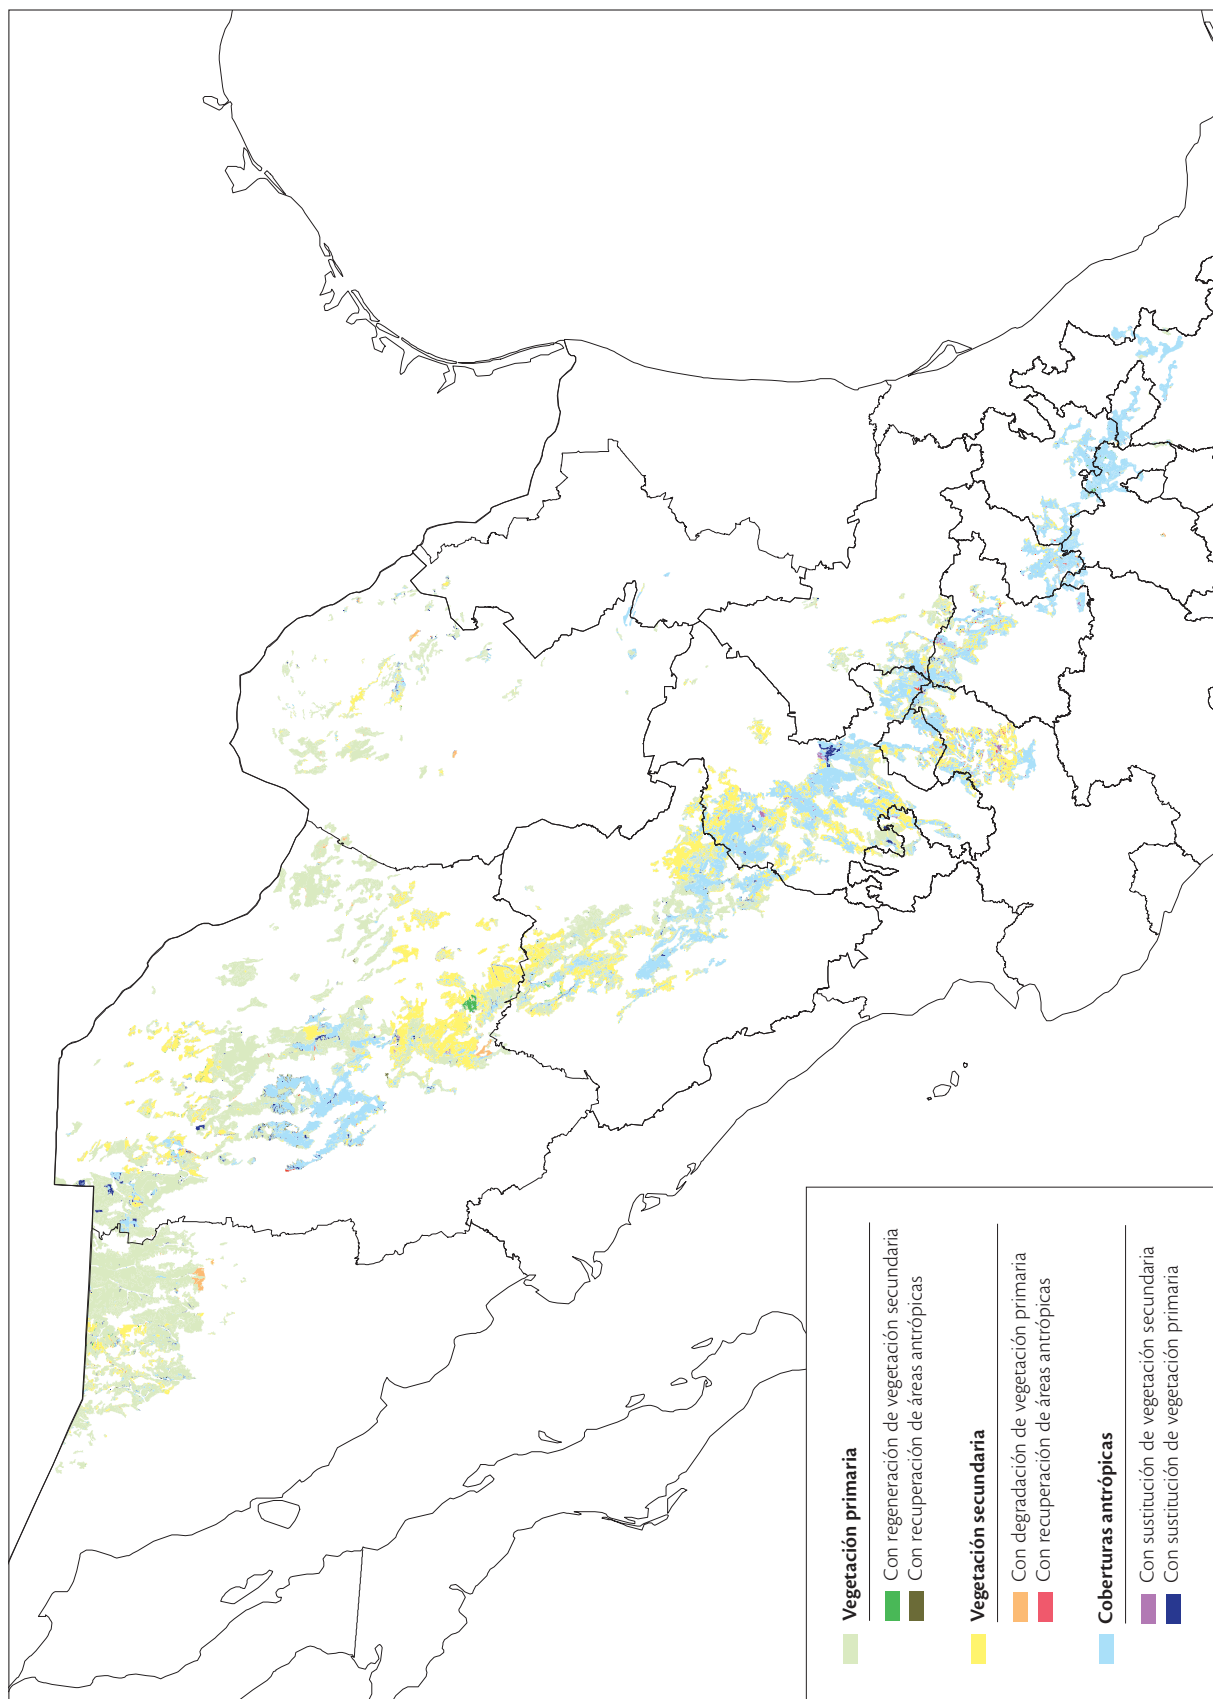 Vegetación primaria
Con regeneración de vegetación secundaria
Con recuperación de áreas antrópicas
Vegetación secundaria
Con degradación de vegetación primaria
Con recuperación de áreas antrópicas
Coberturas antrópicas
Con sustitución de vegetación secundaria
Con sustitución de vegetación primaria